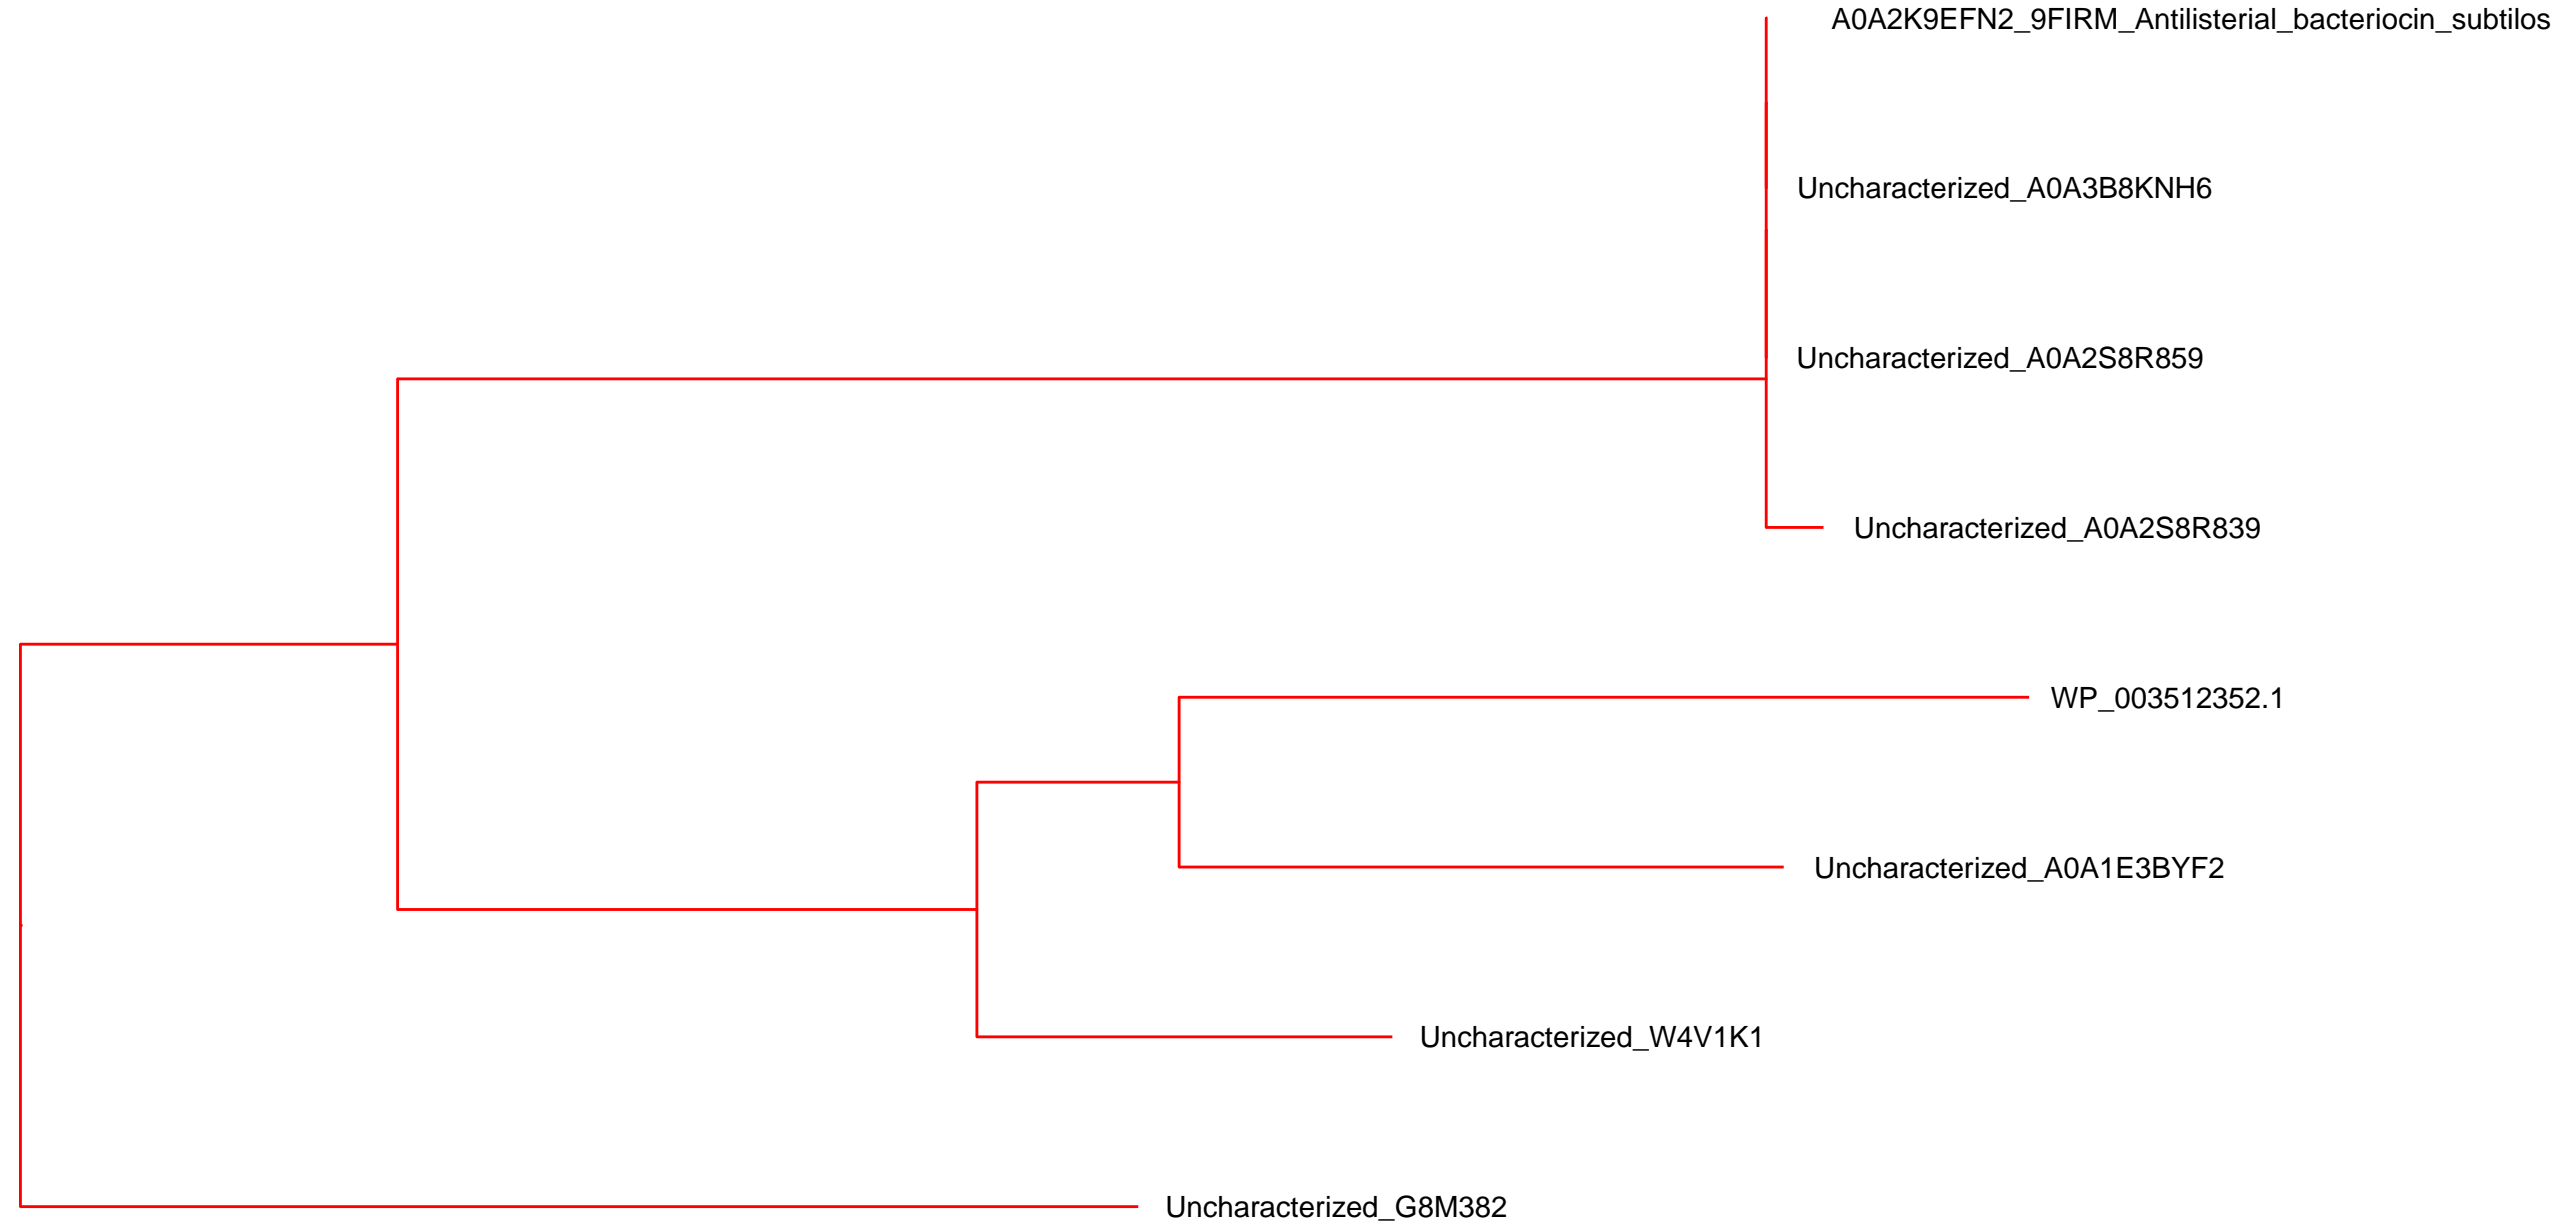 A0A2K9EFN2_9FIRM_Antilisterial_bacteriocin_subtilos
Uncharacterized_A0A3B8KNH6
Uncharacterized_A0A2S8R859
Uncharacterized_A0A2S8R839
WP_003512352.1
Uncharacterized_A0A1E3BYF2
Uncharacterized_W4V1K1
Uncharacterized_G8M382